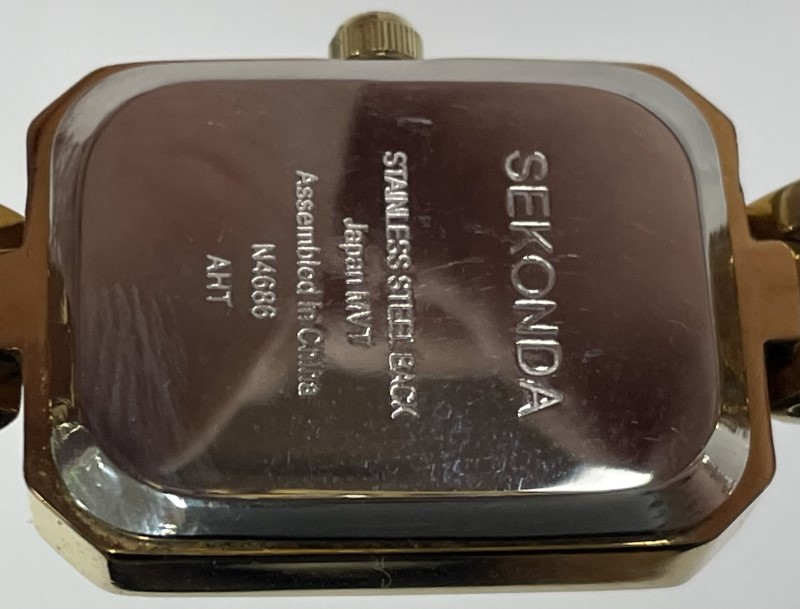 SEKONDA
STAINLESS STEEL BACK
Japan MVT
Assembled In China
N4686
AHT